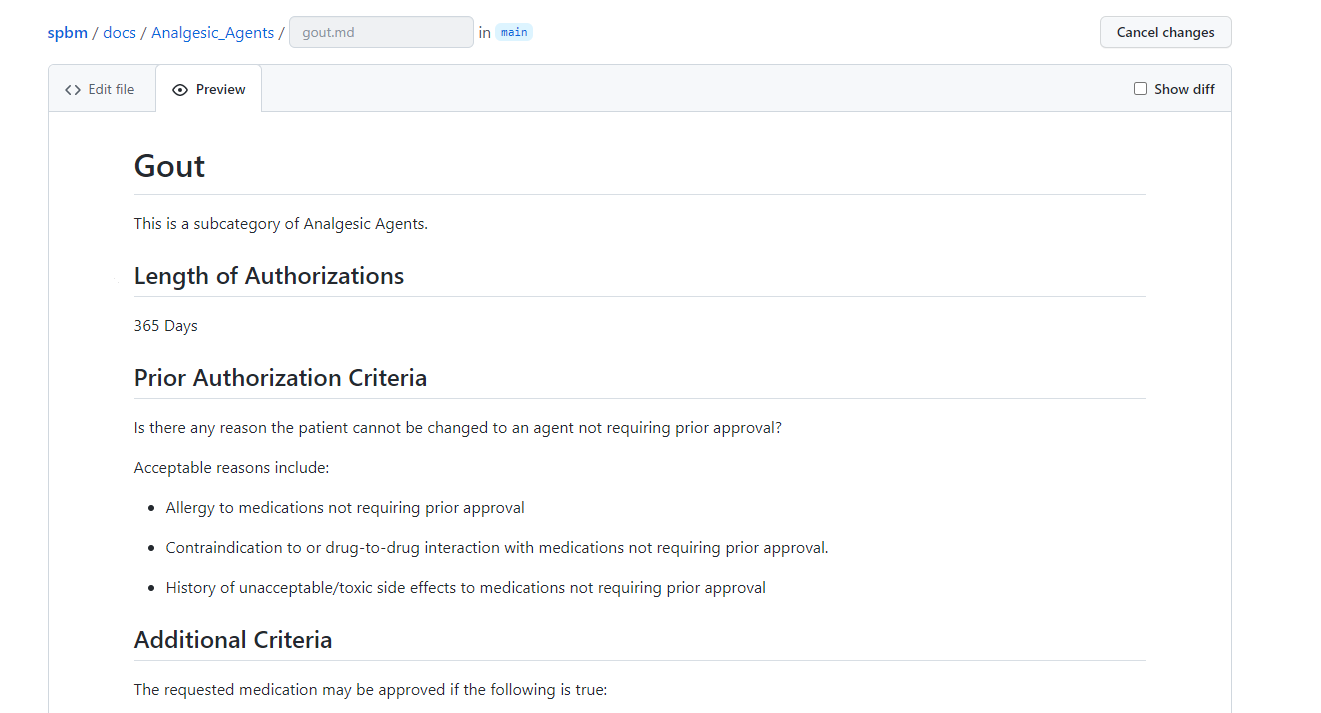 spbm / docs / Analgesic_Agents / gout.md in main Cancel changes
Edit file Preview Show diff
Gout
This is a subcategory of Analgesic Agents.
Length of Authorizations
365 Days
Prior Authorization Criteria
Is there any reason the patient cannot be changed to an agent not requiring prior approval?
Acceptable reasons include:
• Allergy to medications not requiring prior approval
• Contraindication to or drug-to-drug interaction with medications not requiring prior approval.
• History of unacceptable/toxic side effects to medications not requiring prior approval
Additional Criteria
The requested medication may be approved if the following is true: